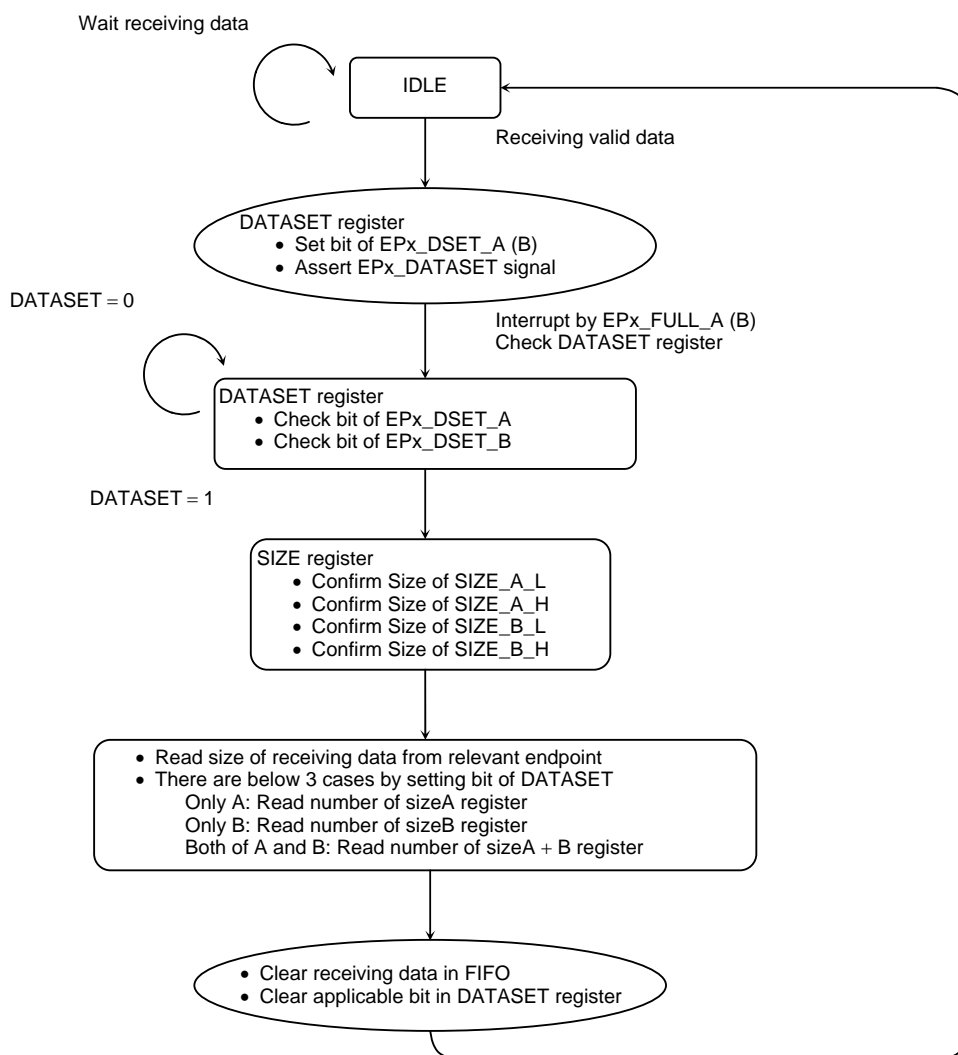 Wait receiving data
IDLE
Receiving valid data
DATASET register
• Set bit of EPx_DSET_A (B)
• Assert EPx_DATASET signal
DATASET = 0
Interrupt by EPx_FULL_A (B)
Check DATASET register
DATASET register
• Check bit of EPx_DSET_A
• Check bit of EPx_DSET_B
DATASET = 1
SIZE register
• Confirm Size of SIZE_A_L
• Confirm Size of SIZE_A_H
• Confirm Size of SIZE_B_L
• Confirm Size of SIZE_B_H
• Read size of receiving data from relevant endpoint
• There are below 3 cases by setting bit of DATASET
Only A: Read number of sizeA register
Only B: Read number of sizeB register
Both of A and B: Read number of sizeA + B register
• Clear receiving data in FIFO
• Clear applicable bit in DATASET register